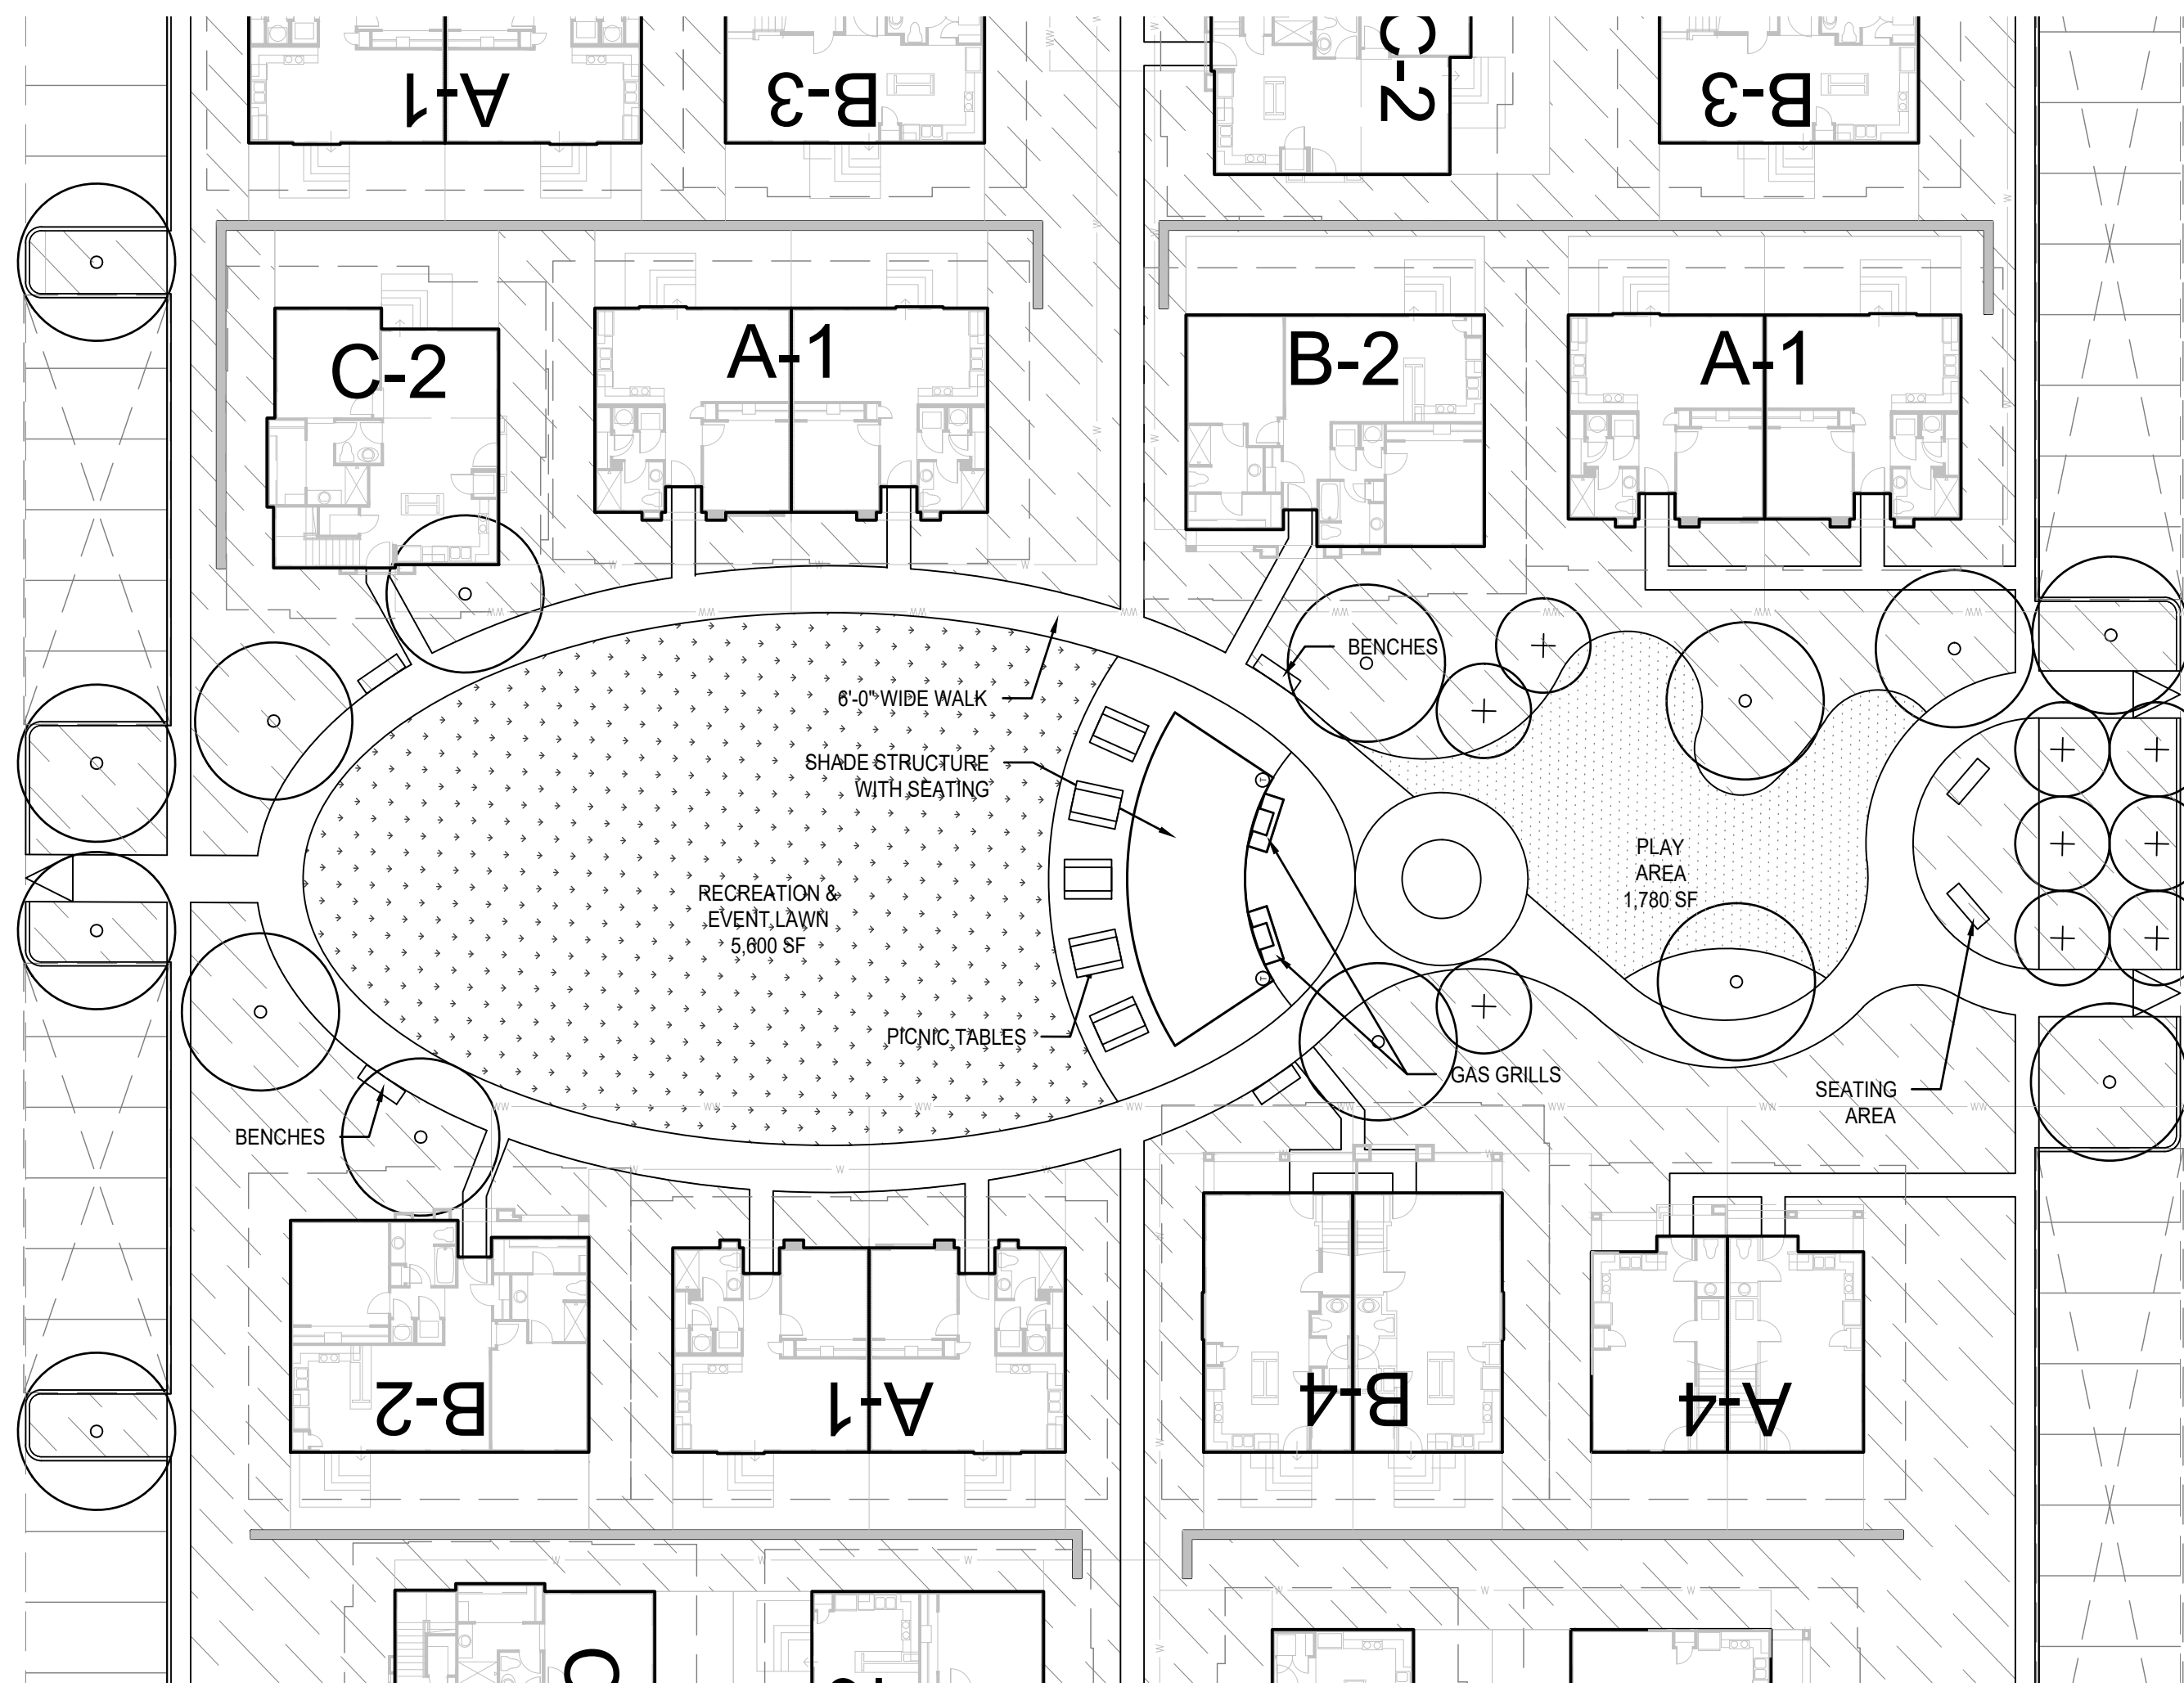 A-1
B-3
C-2
B-3
C-2
A-1
B-2
A-1
BENCHES
6'-0" WIDE WALK
SHADE STRUCTURE
WITH SEATING
PLAY
AREA
1,780 SF
RECREATION &
EVENT LAWN
5,600 SF
PICNIC TABLES
GAS GRILLS
SEATING
AREA
BENCHES
B-2
A-1
B-4
A-4